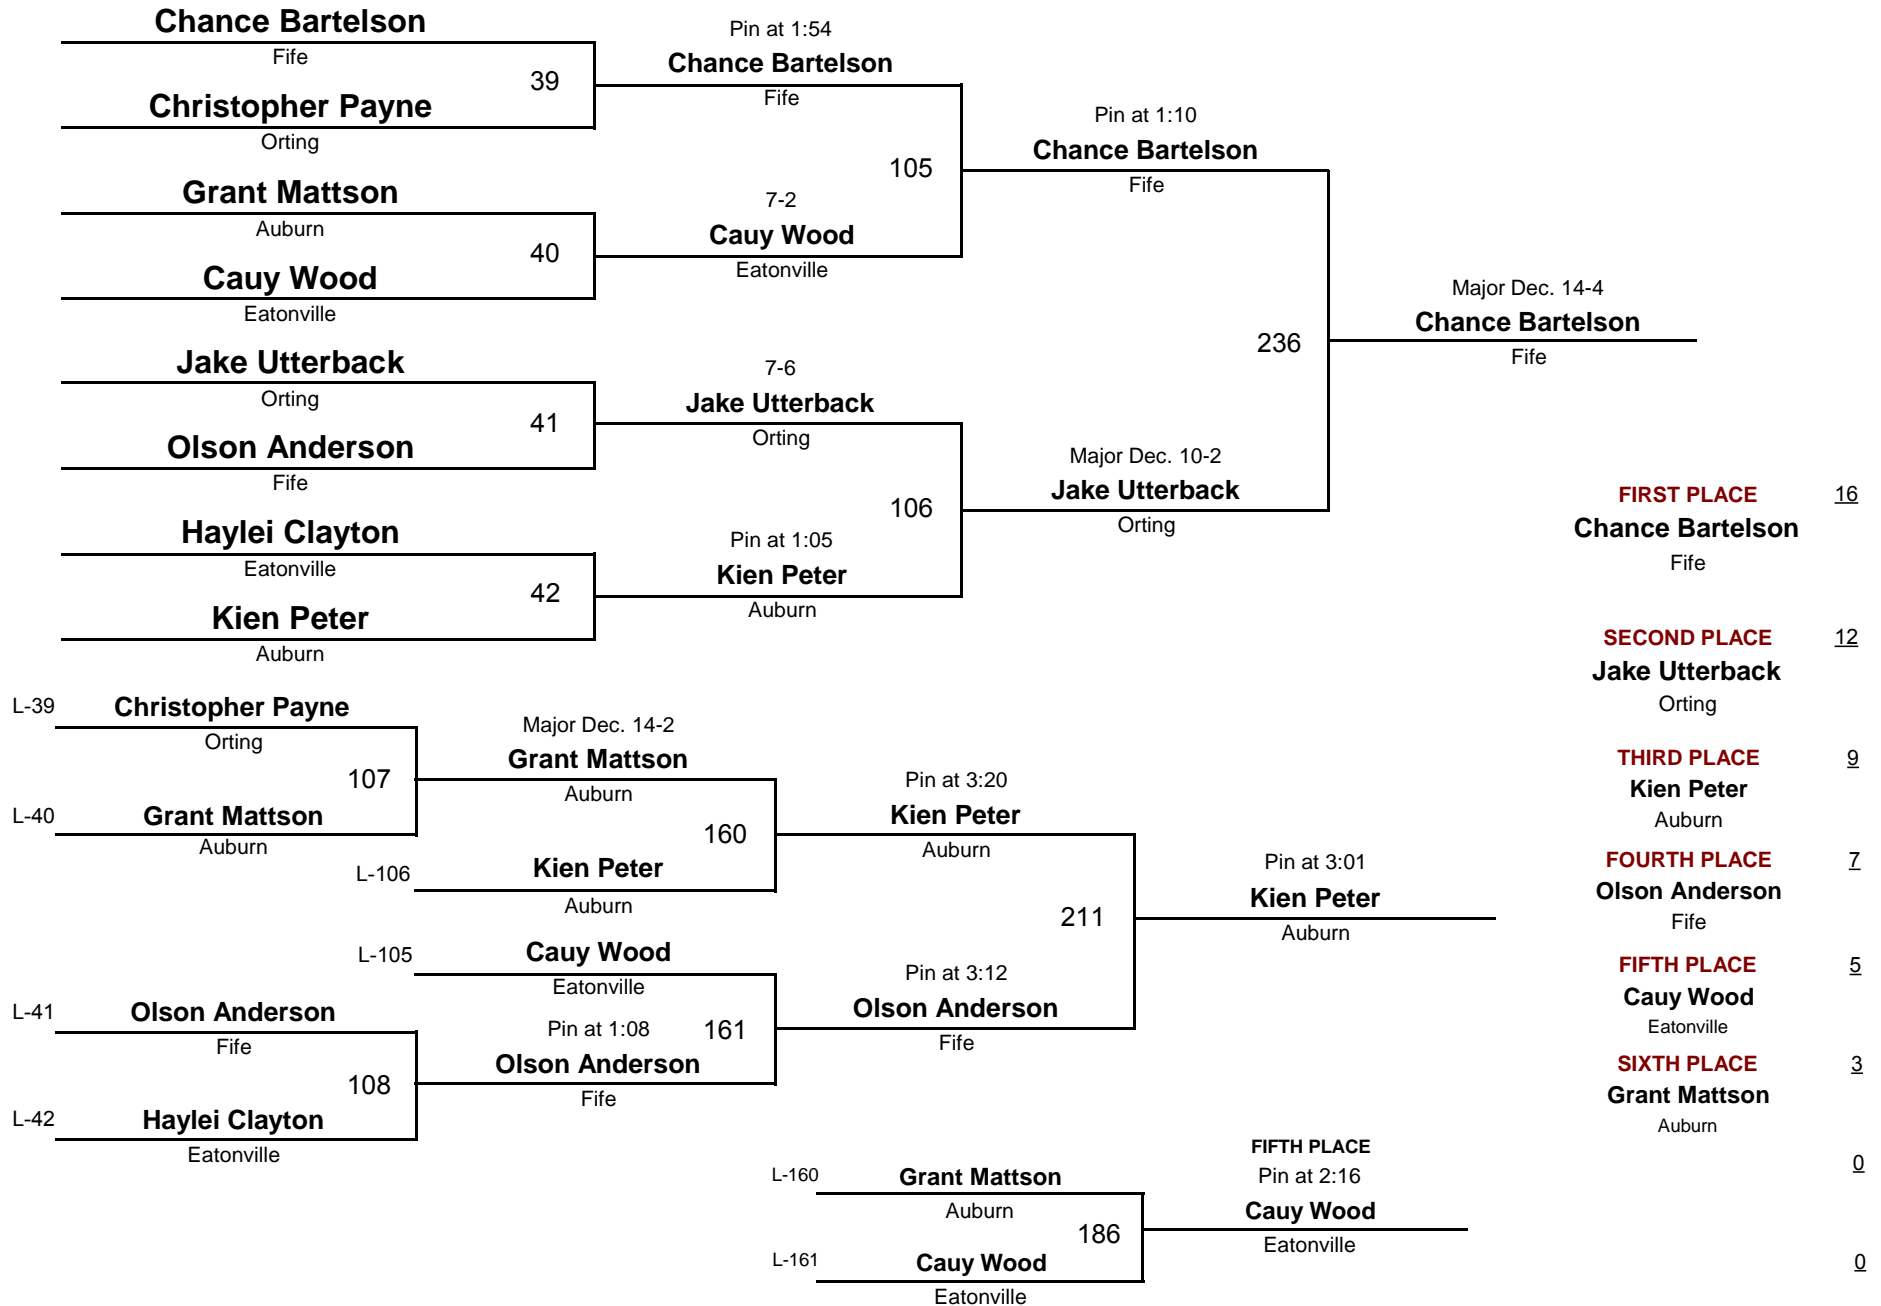 Chance Bartelson
Fife
39
Christopher Payne
Orting
Pin at 1:54
Chance Bartelson
Fife
Grant Mattson
Auburn
40
Cauy Wood
Eatonville
7-2
Cauy Wood
Eatonville
105
Pin at 1:10
Chance Bartelson
Fife
Jake Utterback
Orting
41
Olson Anderson
Fife
7-6
Jake Utterback
Orting
Haylei Clayton
Eatonville
42
Kien Peter
Auburn
Pin at 1:05
Kien Peter
Auburn
106
Major Dec. 10-2
Jake Utterback
Orting
236
Major Dec. 14-4
Chance Bartelson
Fife
FIRST PLACE 16
Chance Bartelson
Fife
SECOND PLACE 12
Jake Utterback
Orting
THIRD PLACE 9
Kien Peter
Auburn
FOURTH PLACE 7
Olson Anderson
Fife
FIFTH PLACE 5
Cauy Wood
Eatonville
SIXTH PLACE 3
Grant Mattson
Auburn
0
0
L-39 Christopher Payne
Orting
107
L-40 Grant Mattson
Auburn
Major Dec. 14-2
Grant Mattson
Auburn
160
L-106 Kien Peter
Auburn
Pin at 3:20
Kien Peter
Auburn
L-105 Cauy Wood
Eatonville
L-41 Olson Anderson
Fife
108
L-42 Haylei Clayton
Eatonville
Pin at 1:08 161
Olson Anderson
Fife
Pin at 3:12
Olson Anderson
Fife
211
Pin at 3:01
Kien Peter
Auburn
L-160 Grant Mattson
Auburn
186
L-161 Cauy Wood
Eatonville
FIFTH PLACE
Pin at 2:16
Cauy Wood
Eatonville